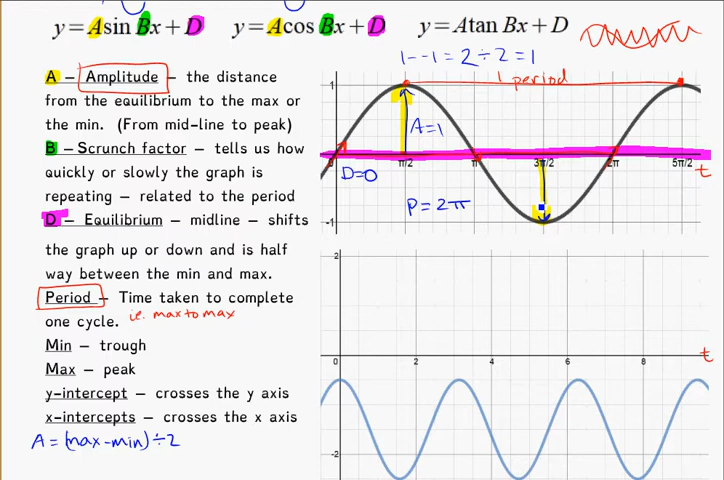 y = A sin Bx + D
y = A cos Bx + D
y = A tan Bx + D
A – Amplitude – the distance
from the equilibrium to the max or
the min. (From mid-line to peak)
B – Scrunch factor – tells us how
quickly or slowly the graph is
repeating – related to the period
D – Equilibrium – midline – shifts
the graph up or down and is half
way between the min and max.
Period – Time taken to complete
one cycle. i.e. max to max
Min – trough
Max – peak
y-intercept – crosses the y axis
x-intercepts – crosses the x axis
A = (max - min) ÷ 2
1 - -1 = 2 ÷ 2 = 1
1 period
1
A = 1
0 π/2 π 3π/2 2π 5π/2 t
D = 0
P = 2π
-1
2
0 2 4 6 8 t
-2